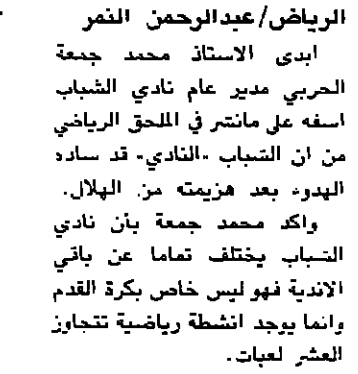 الرياض/عبدالرحمن النمر
ابدى الاستاذ محمد جمعة
الحربي مدير عام نادي الشباب
اسفه على مانشر في الملحق الرياضي
من ان الشباب «النادي» قد ساده
الهدوء بعد هزيمته من الهلال.
واكد محمد جمعة بأن نادي
الشباب يختلف تماما عن باقي
الاندية فهو ليس خاص بكرة القدم
وانما يوجد انشطة رياضية تتجاوز
العشر لعبات.